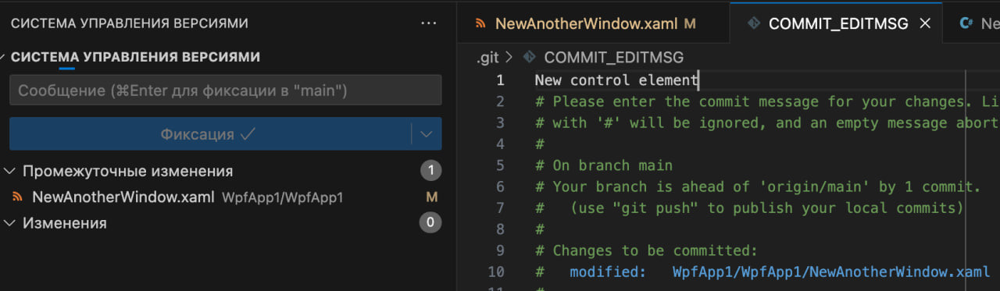 СИСТЕМА УПРАВЛЕНИЯ ВЕРСИЯМИ ...
СИСТЕМА УПРАВЛЕНИЯ ВЕРСИЯМИ
Сообщение (⌘Enter для фиксации в "main")
Фиксация
Промежуточные изменения 1
NewAnotherWindow.xaml WpfApp1/WpfApp1 M
Изменения 0
NewAnotherWindow.xaml M COMMIT_EDITMSG C# Ne
.git > COMMIT_EDITMSG
1 New control element
2 # Please enter the commit message for your changes. Li
3 # with '#' will be ignored, and an empty message abort
4 #
5 # On branch main
6 # Your branch is ahead of 'origin/main' by 1 commit.
7 #   (use "git push" to publish your local commits)
8 #
9 # Changes to be committed:
10 #   modified:   WpfApp1/WpfApp1/NewAnotherWindow.xaml
11 #